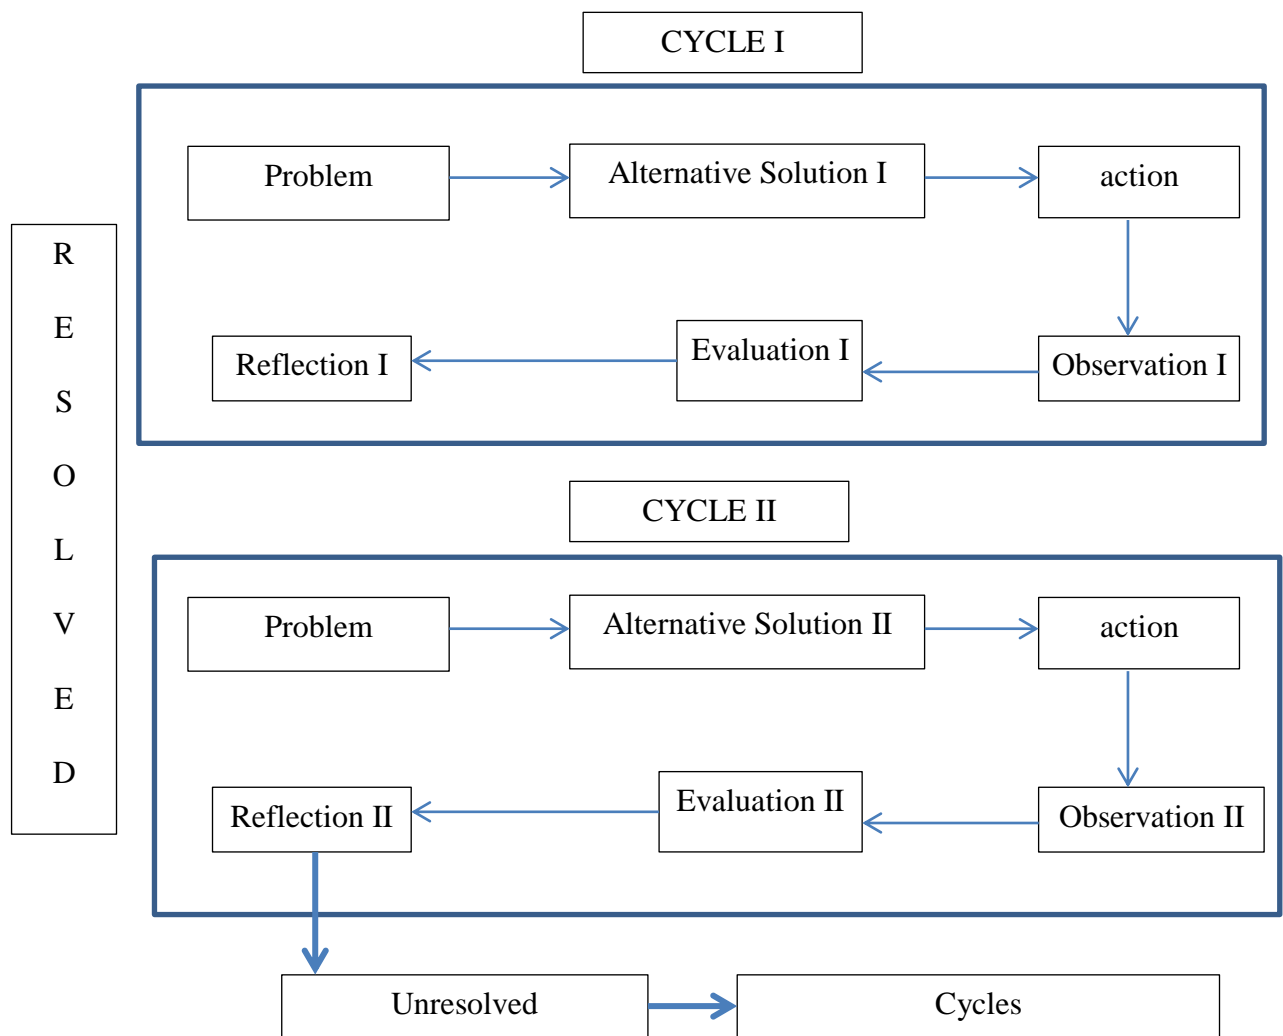 CYCLE I
Problem
Alternative Solution I
action
Reflection I
Evaluation I
Observation I
R
E
S
O
L
V
E
D
CYCLE II
Problem
Alternative Solution II
action
Reflection II
Evaluation II
Observation II
Unresolved
Cycles